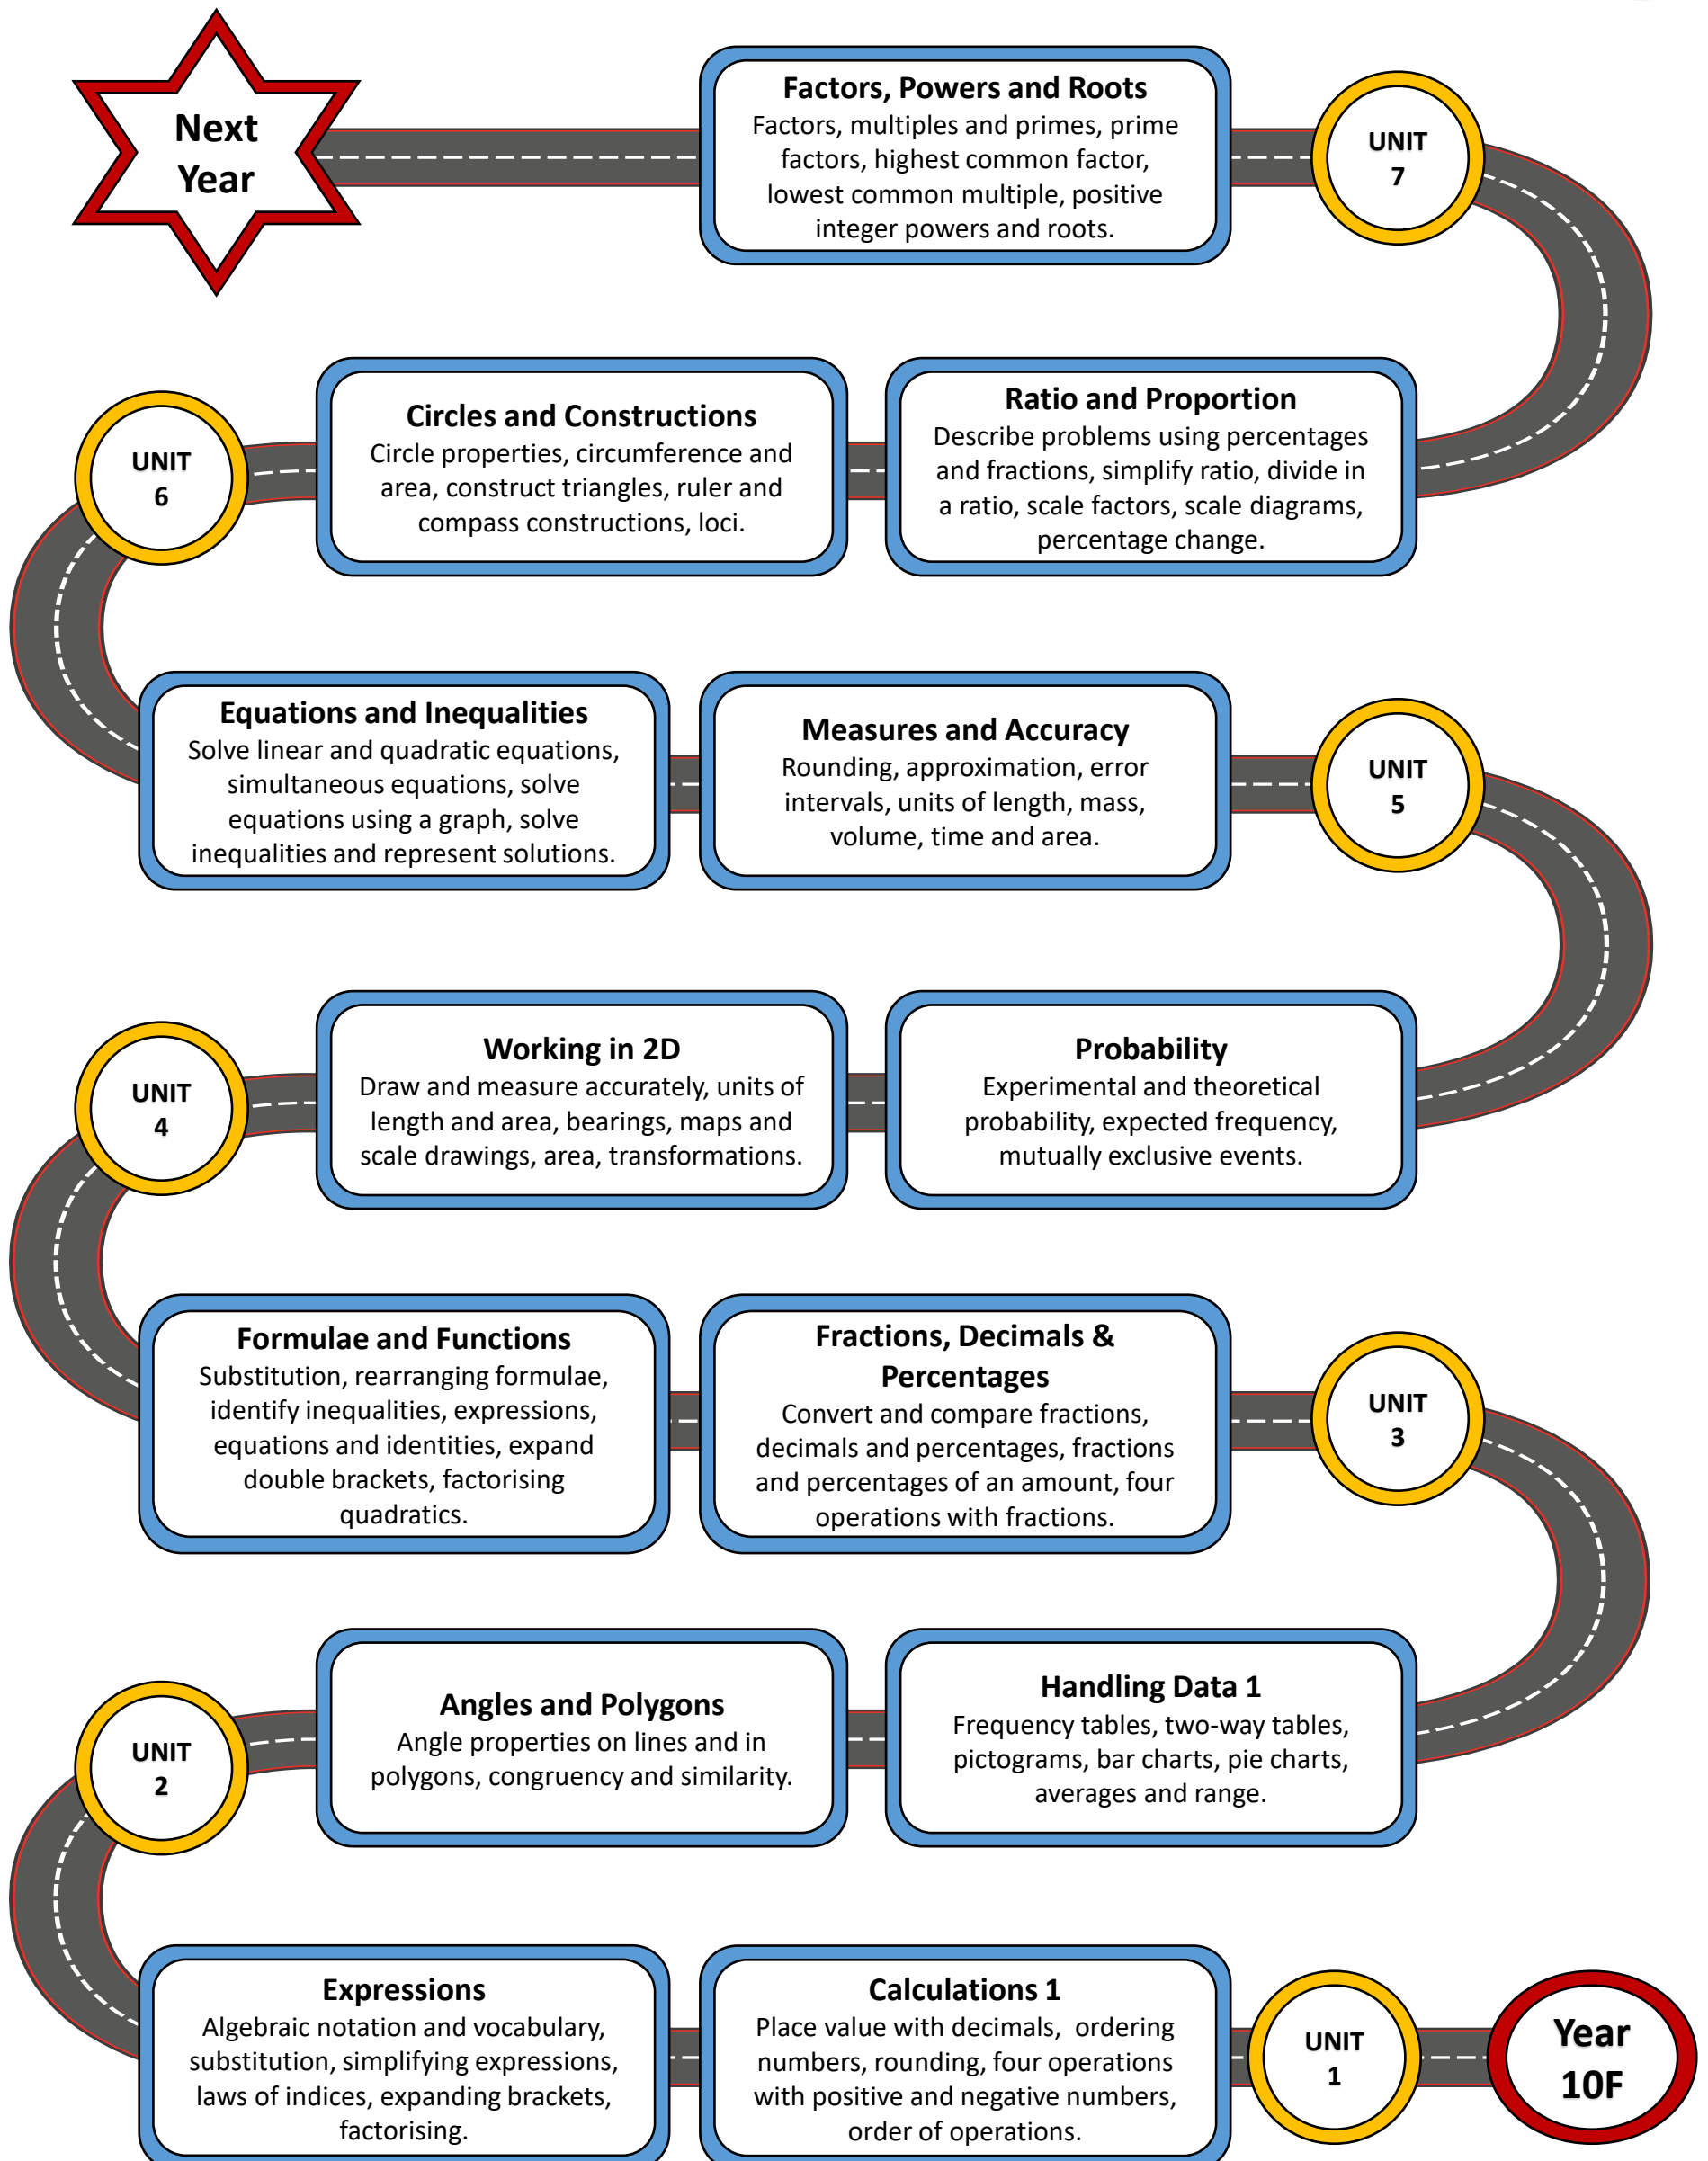 Next
Year
Factors, Powers and Roots
Factors, multiples and primes, prime
factors, highest common factor,
lowest common multiple, positive
integer powers and roots.
UNIT
7
UNIT
6
Circles and Constructions
Circle properties, circumference and
area, construct triangles, ruler and
compass constructions, loci.
Ratio and Proportion
Describe problems using percentages
and fractions, simplify ratio, divide in
a ratio, scale factors, scale diagrams,
percentage change.
Equations and Inequalities
Solve linear and quadratic equations,
simultaneous equations, solve
equations using a graph, solve
inequalities and represent solutions.
Measures and Accuracy
Rounding, approximation, error
intervals, units of length, mass,
volume, time and area.
UNIT
5
UNIT
4
Working in 2D
Draw and measure accurately, units of
length and area, bearings, maps and
scale drawings, area, transformations.
Probability
Experimental and theoretical
probability, expected frequency,
mutually exclusive events.
Formulae and Functions
Substitution, rearranging formulae,
identify inequalities, expressions,
equations and identities, expand
double brackets, factorising
quadratics.
Fractions, Decimals &
Percentages
Convert and compare fractions,
decimals and percentages, fractions
and percentages of an amount, four
operations with fractions.
UNIT
3
UNIT
2
Angles and Polygons
Angle properties on lines and in
polygons, congruency and similarity.
Handling Data 1
Frequency tables, two-way tables,
pictograms, bar charts, pie charts,
averages and range.
Expressions
Algebraic notation and vocabulary,
substitution, simplifying expressions,
laws of indices, expanding brackets,
factorising.
Calculations 1
Place value with decimals,  ordering
numbers, rounding, four operations
with positive and negative numbers,
order of operations.
UNIT
1
Year
10F